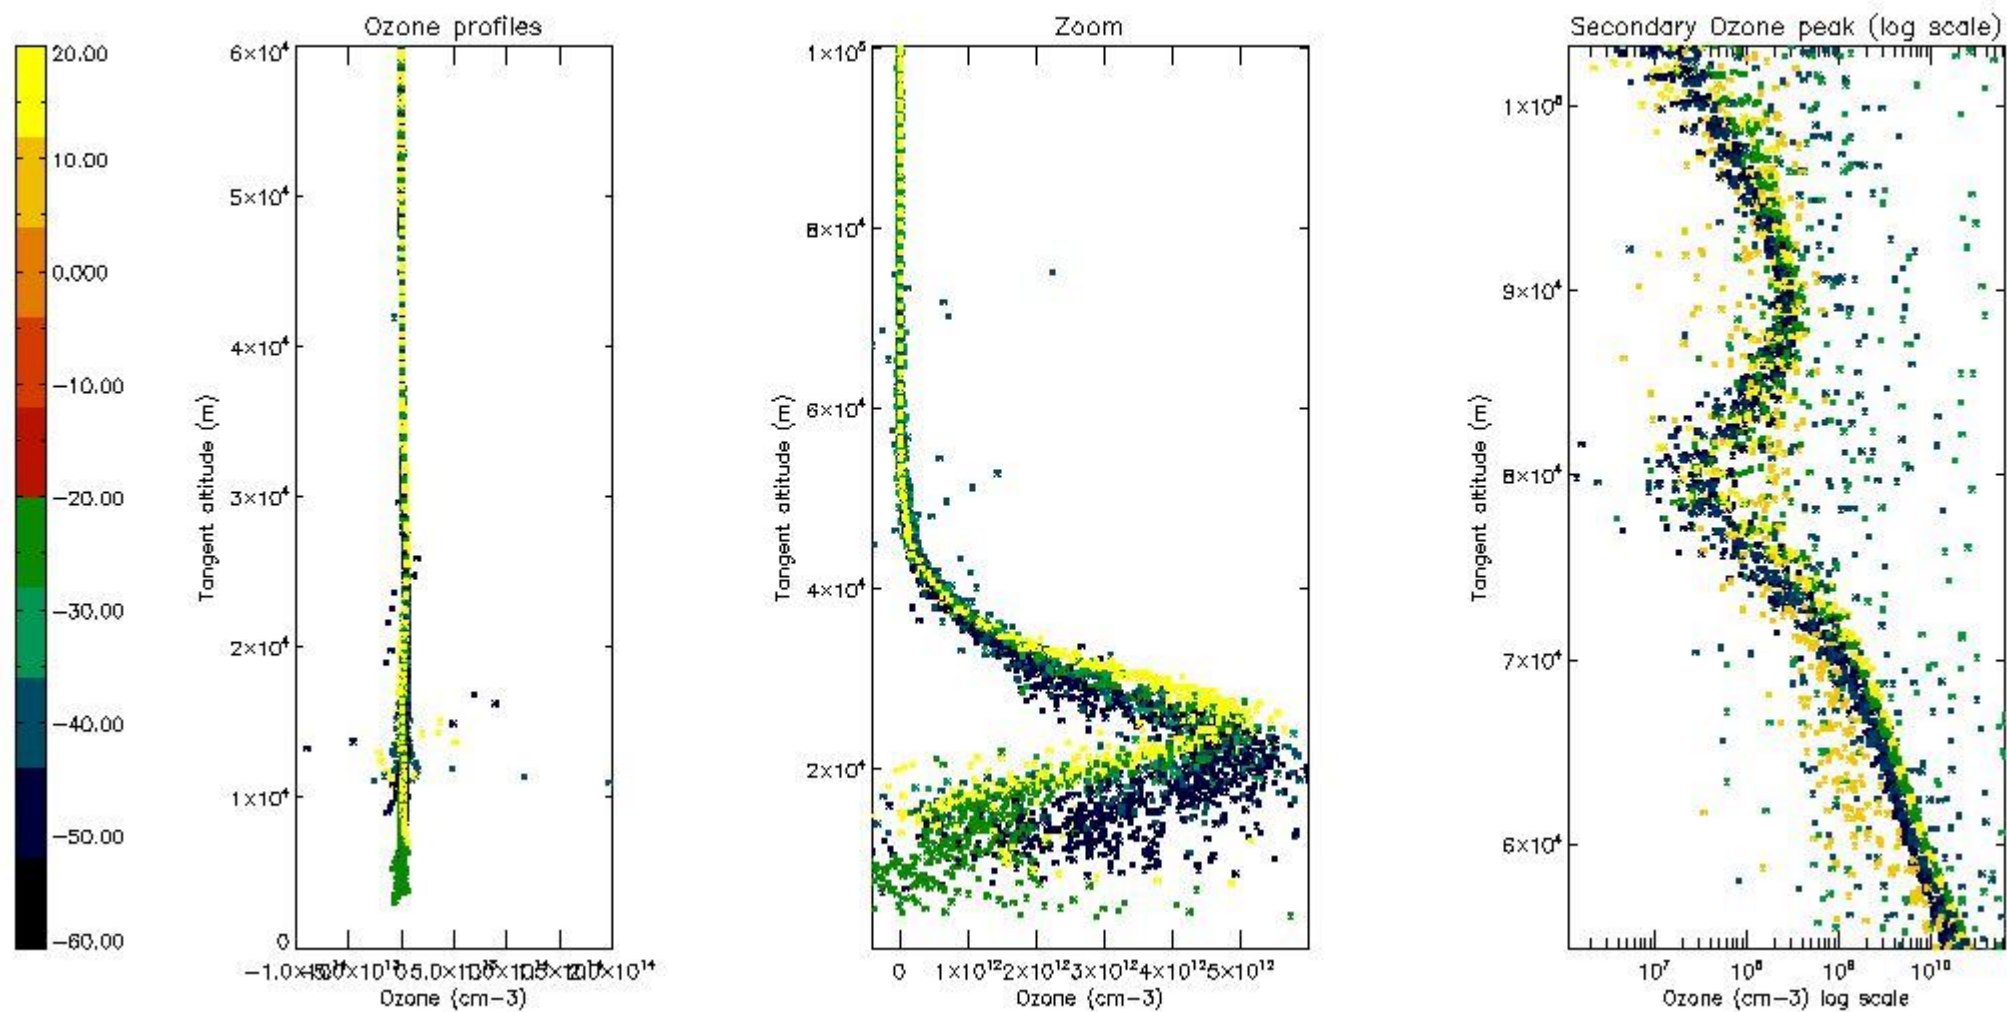 Ozone profiles
Zoom
Secondary Ozone peak (log scale)
20.00
10.00
0.000
−10.00
−20.00
−30.00
−40.00
−50.00
−60.00
6×10⁴
5×10⁴
4×10⁴
3×10⁴
2×10⁴
1×10⁴
0
Tangent altitude (m)
Ozone (cm−3)
1×10⁵
8×10⁴
6×10⁴
4×10⁴
2×10⁴
Tangent altitude (m)
0 1×10¹² 2×10¹² 3×10¹² 4×10¹² 5×10¹²
Ozone (cm−3)
1×10⁵
9×10⁴
8×10⁴
7×10⁴
6×10⁴
Tangent altitude (m)
10⁷ 10⁸ 10⁹ 10¹⁰
Ozone (cm−3) log scale